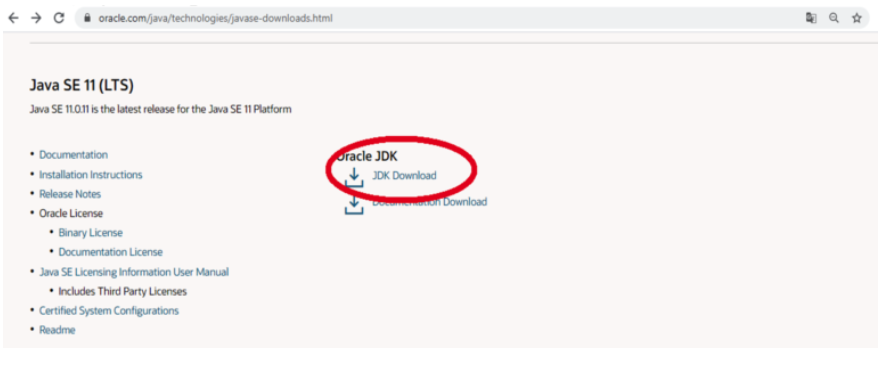 oracle.com/java/technologies/javase-downloads.html
Java SE 11 (LTS)
Java SE 11.0.11 is the latest release for the Java SE 11 Platform
• Documentation
• Installation Instructions
• Release Notes
• Oracle License
• Binary License
• Documentation License
• Java SE Licensing Information User Manual
• Includes Third Party Licenses
• Certified System Configurations
• Readme
Oracle JDK
JDK Download
Documentation Download